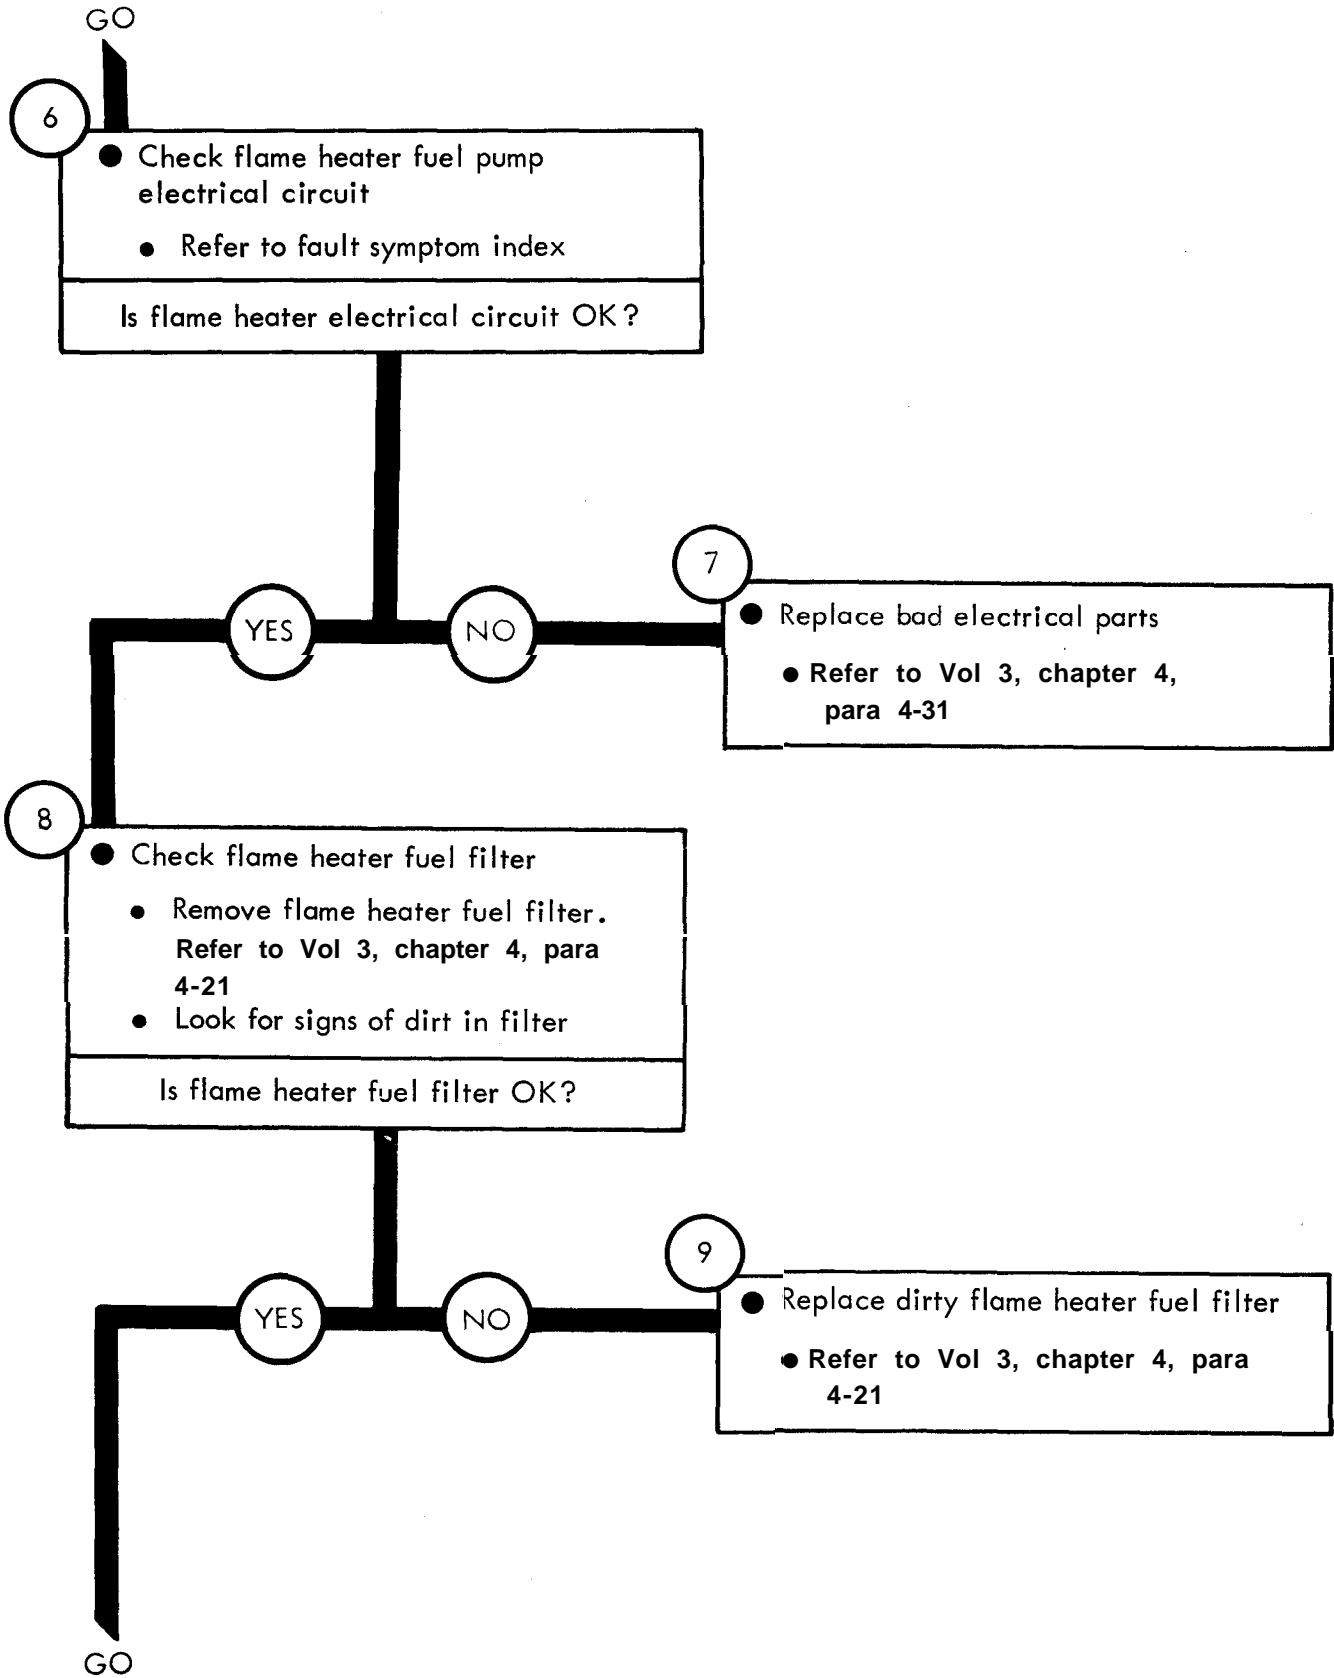 GO
6
● Check flame heater fuel pump
electrical circuit
● Refer to fault symptom index
Is flame heater electrical circuit OK?
YES
NO
7
● Replace bad electrical parts
● Refer to Vol 3, chapter 4,
para 4-31
8
● Check flame heater fuel filter
● Remove flame heater fuel filter.
Refer to Vol 3, chapter 4, para
4-21
● Look for signs of dirt in filter
Is flame heater fuel filter OK?
YES
NO
9
● Replace dirty flame heater fuel filter
● Refer to Vol 3, chapter 4, para
4-21
GO